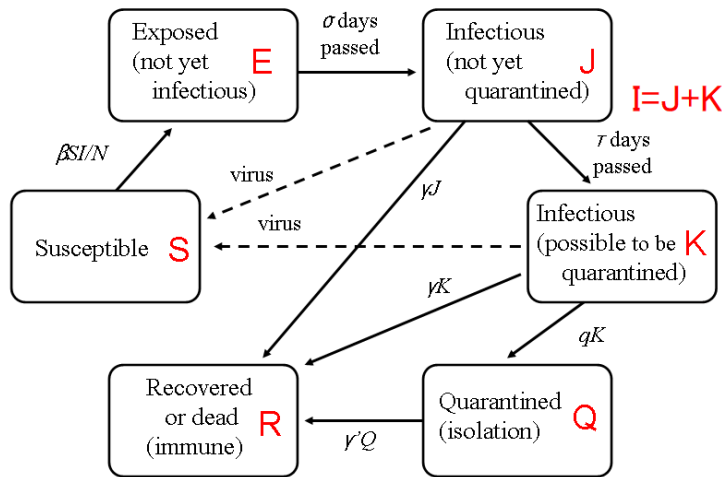 Exposed
(not yet
infectious)
E
σ days
passed
Infectious
(not yet
quarantined)
J
I=J+K
βSI/N
virus
γJ
τ days
passed
Susceptible
S
virus
Infectious
(possible to be
quarantined)
K
γK
qK
Recovered
or dead
(immune)
R
γ'Q
Quarantined
(isolation)
Q